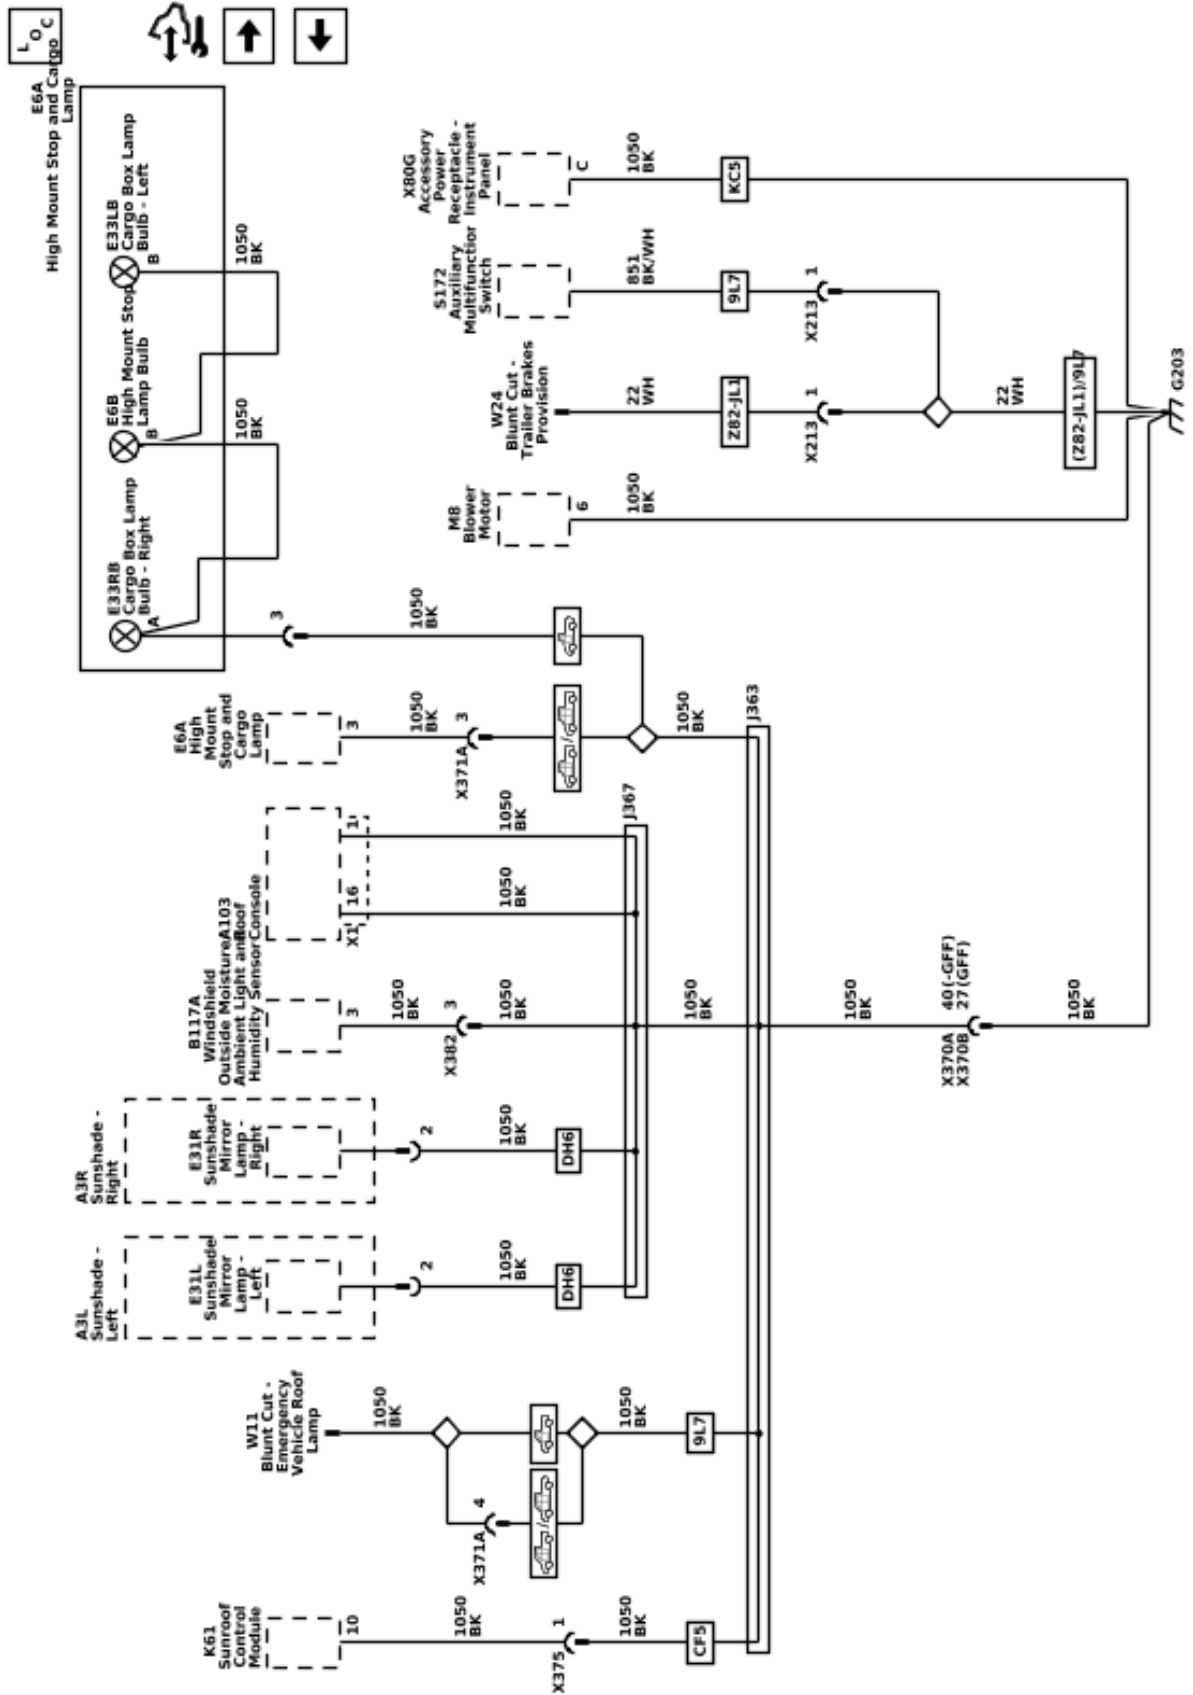 LOC
E6A
High Mount Stop and Cargo
Lamp
E33RB
Cargo Box Lamp
Bulb - Right
A
E6B
High Mount Stop
Lamp Bulb
B
E33LB
Cargo Box Lamp
Bulb - Left
B
1050
BK
1050
BK
3
1050
BK
K61
Sunroof
Control
Module
10
1050
BK
X375
1
1050
BK
CF5
W11
Blunt Cut -
Emergency
Vehicle Roof
Lamp
1050
BK
X371A
4
/
1050
BK
9L7
A3L
Sunshade -
Left
E31L
Sunshade
Mirror
Lamp -
Left
2
1050
BK
DH6
A3R
Sunshade -
Right
E31R
Sunshade
Mirror
Lamp -
Right
2
1050
BK
DH6
B117A
Windshield
Outside Moisture
Ambient Light and
Humidity Sensor
3
1050
BK
X382
3
1050
BK
A103
Roof
Console
X1
16
1
1050
BK
1050
BK
J367
1050
BK
E6A
High
Mount
Stop and
Cargo
Lamp
3
1050
BK
X371A
3
/
1050
BK
J363
1050
BK
X370A
X370B
40(-GFF)
27(GFF)
1050
BK
M8
Blower
Motor
6
1050
BK
W24
Blunt Cut -
Trailer Brakes
Provision
22
WH
Z82-JL1
X213
1
S172
Auxiliary
Multifunction
Switch
851
BK/WH
9L7
X213
1
22
WH
(Z82-JL1)/9L7
X80G
Accessory
Power
Receptacle -
Instrument
Panel
C
1050
BK
KC5
G203